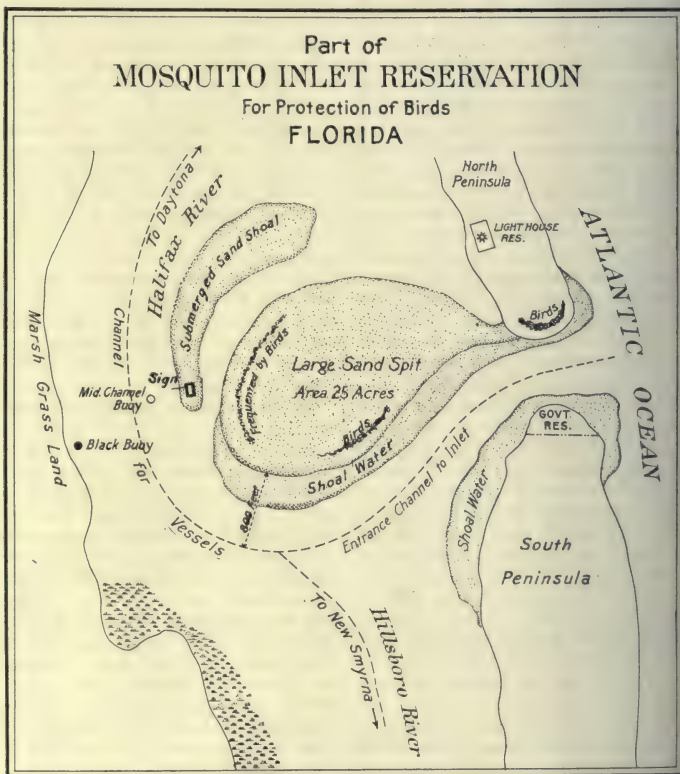 Part of
MOSQUITO INLET RESERVATION
For Protection of Birds
FLORIDA
North
Peninsula
LIGHT HOUSE
RES.
To Daytona
Halifax River
Submerged Sand Shoal
ATLANTIC OCEAN
Birds
Marsh Grass Land
Channel for Vessels
Sign
Mid. Channel
Buoy
Black Buoy
Frequented by Birds
Large Sand Spit
Area 25 Acres
Birds
Shoal Water
800 feet
Entrance Channel to Inlet
GOVT
RES.
Shoal Water
South
Peninsula
To New Smyrna
Hillsboro River